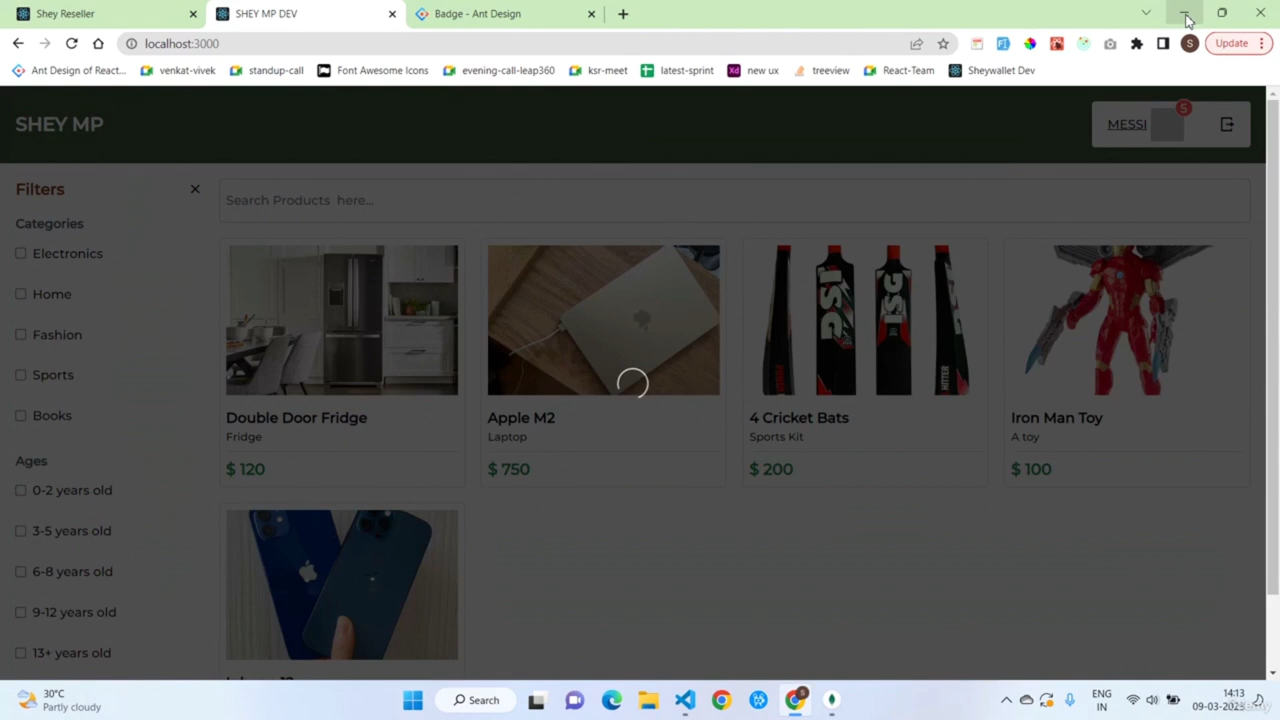 Shey Reseller
SHEY MP DEV
Badge - Ant Design
localhost:3000
S
Update
Ant Design of React...
venkat-vivek
standup-call
Font Awesome Icons
evening-call-leap360
ksr-meet
latest-sprint
Xd
new ux
treeview
React-Team
Sheywallet Dev
SHEY MP
MESSI
5
Filters
Search Products here...
Categories
Electronics
Home
Fashion
Sports
Books
Ages
0-2 years old
3-5 years old
6-8 years old
9-12 years old
13+ years old
Double Door Fridge
Fridge
$ 120
Apple M2
Laptop
$ 750
4 Cricket Bats
Sports Kit
$ 200
Iron Man Toy
A toy
$ 100
30°C
Partly cloudy
Search
ENG
IN
14:13
09-03-2023